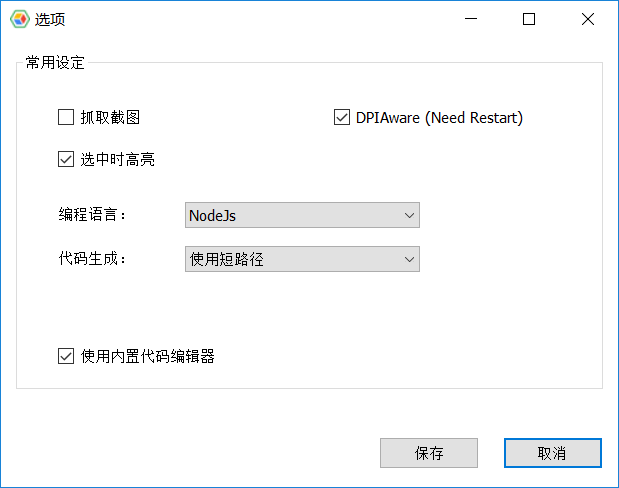 选项
常用设定
抓取截图
DPIAware (Need Restart)
选中时高亮
编程语言：
NodeJs
代码生成：
使用短路径
使用内置代码编辑器
保存
取消